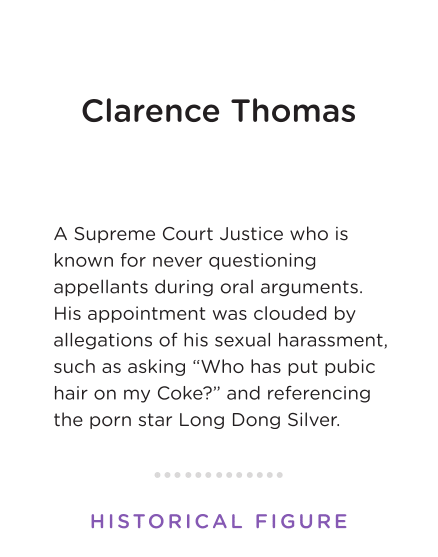 Clarence Thomas
A Supreme Court Justice who is
known for never questioning
appellants during oral arguments.
His appointment was clouded by
allegations of his sexual harassment,
such as asking “Who has put pubic
hair on my Coke?” and referencing
the porn star Long Dong Silver.
HISTORICAL FIGURE